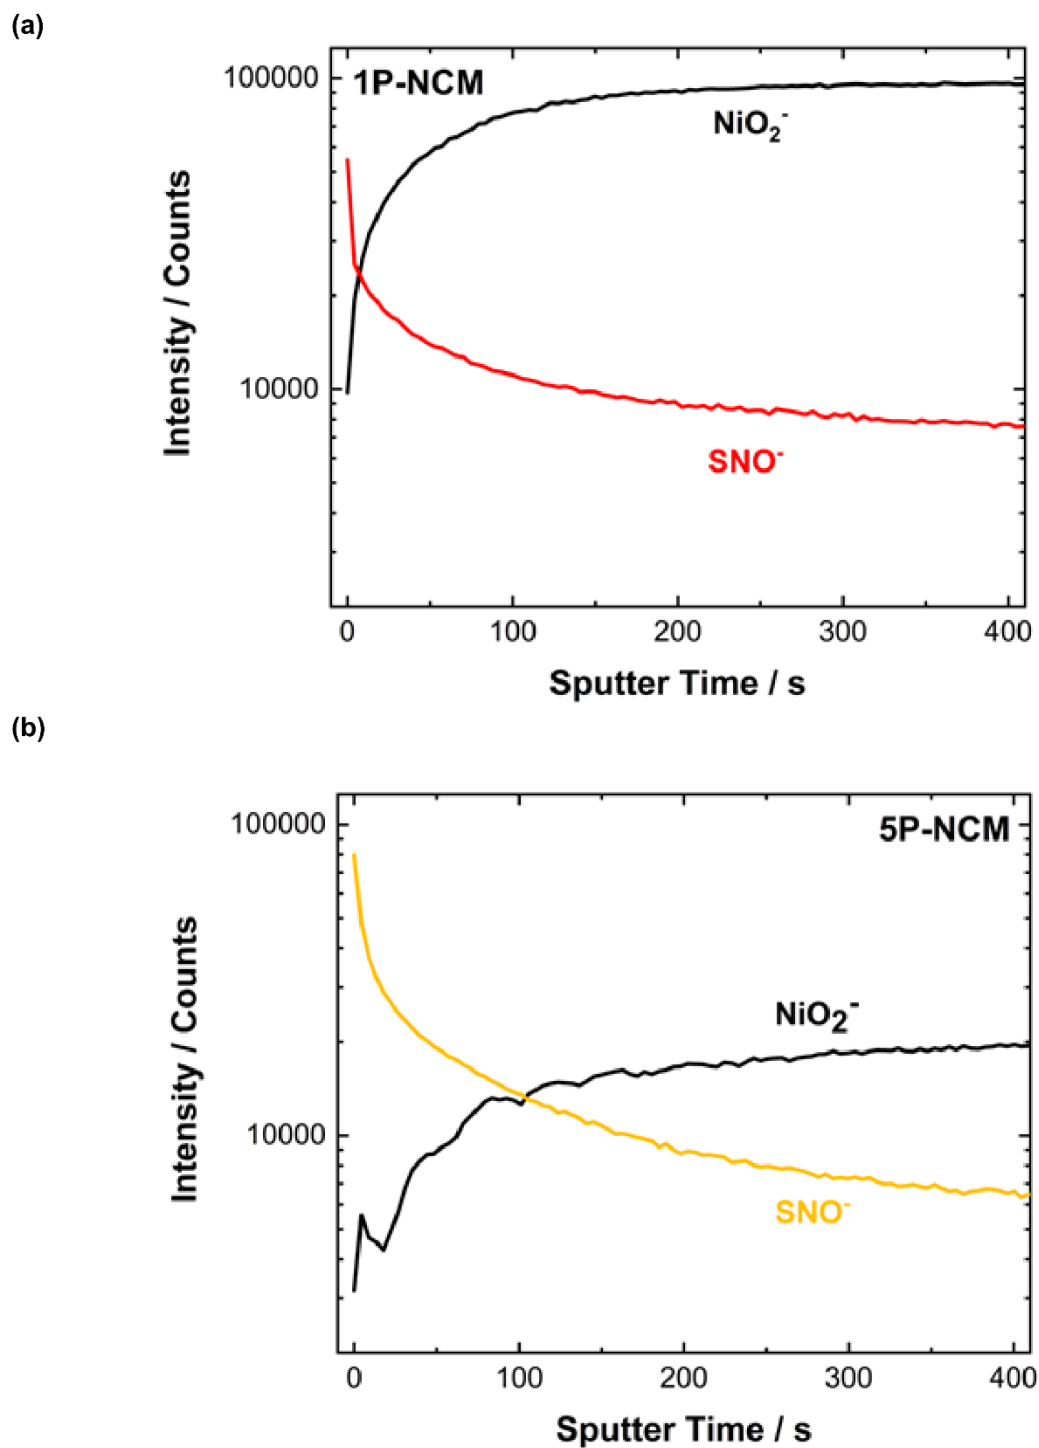 (a)
1P-NCM
100000
NiO₂⁻
Intensity / Counts
10000
SNO⁻
0 100 200 300 400
Sputter Time / s
(b)
5P-NCM
100000
NiO₂⁻
Intensity / Counts
10000
SNO⁻
0 100 200 300 400
Sputter Time / s